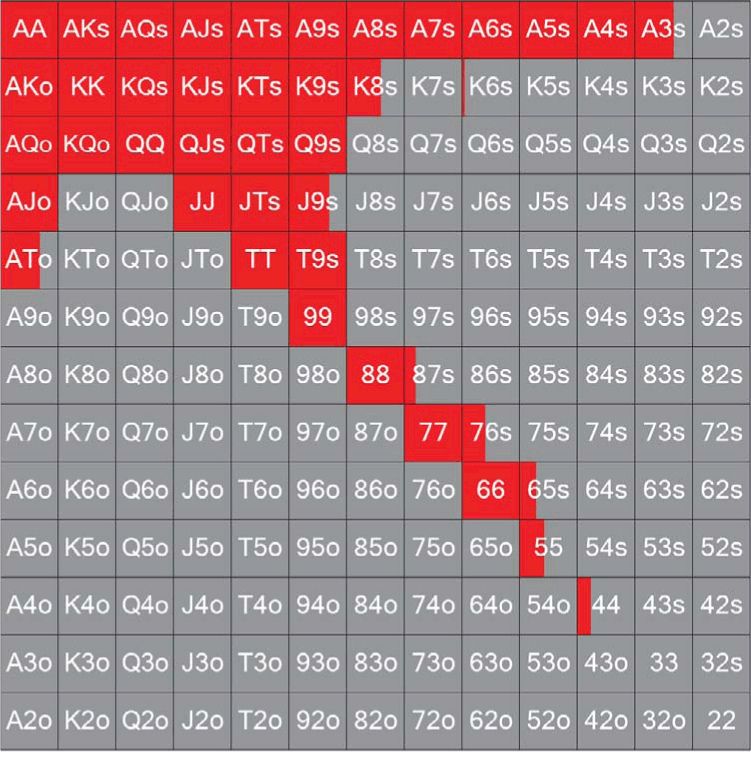 AA AKs AQs AJs ATs A9s A8s A7s A6s A5s A4s A3s A2s
AKo KK KQs KJs KTs K9s K8s K7s K6s K5s K4s K3s K2s
AQo KQo QQ QJs QTs Q9s Q8s Q7s Q6s Q5s Q4s Q3s Q2s
AJo KJo QJo JJ JTs J9s J8s J7s J6s J5s J4s J3s J2s
ATo KTo QTo JTo TT T9s T8s T7s T6s T5s T4s T3s T2s
A9o K9o Q9o J9o T9o 99 98s 97s 96s 95s 94s 93s 92s
A8o K8o Q8o J8o T8o 98o 88 87s 86s 85s 84s 83s 82s
A7o K7o Q7o J7o T7o 97o 87o 77 76s 75s 74s 73s 72s
A6o K6o Q6o J6o T6o 96o 86o 76o 66 65s 64s 63s 62s
A5o K5o Q5o J5o T5o 95o 85o 75o 65o 55 54s 53s 52s
A4o K4o Q4o J4o T4o 94o 84o 74o 64o 54o 44 43s 42s
A3o K3o Q3o J3o T3o 93o 83o 73o 63o 53o 43o 33 32s
A2o K2o Q2o J2o T2o 92o 82o 72o 62o 52o 42o 32o 22